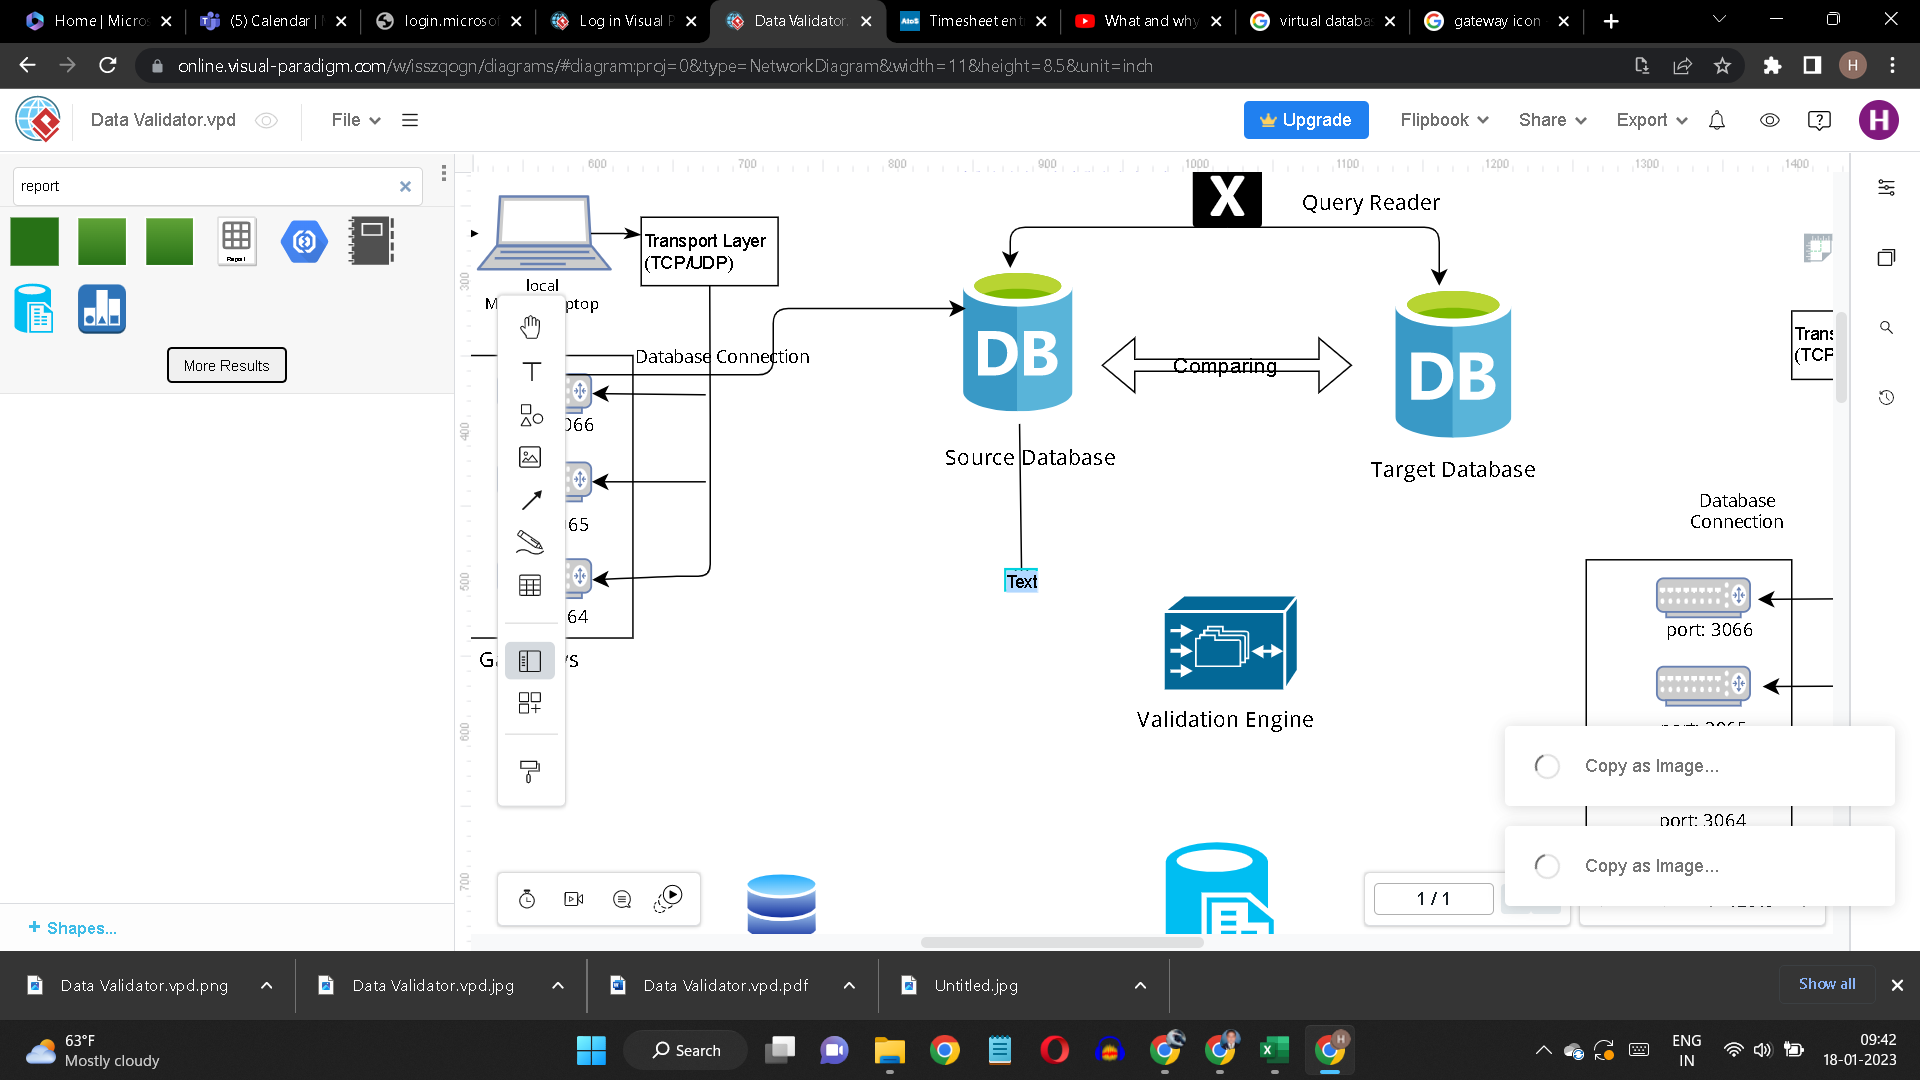 Home | Micros
(5) Calendar |
login.microsof
Log in Visual P
Data Validator.
Atos
Timesheet ent
What and why
virtual databa
gateway icon
online.visual-paradigm.com/w/isszqogn/diagrams/#diagram:proj=0&type=NetworkDiagram&width=11&height=8.5&unit=inch
H
Data Validator.vpd
File
Upgrade
Flipbook
Share
Export
H
600 700 800 900 1000 1100 1200 1300 1400
report
Report
More Results
300
400
500
600
700
X
Query Reader
Transport Layer
(TCP/UDP)
local
M ptop
Database Connection
DB
DB
Comparing
Trans
(TCP
066
65
64
Ga ys
Source Database
Target Database
Database
Connection
Text
port: 3066
port: 3065
port: 3064
Validation Engine
Copy as Image...
Copy as Image...
1 / 1
+ Shapes...
Data Validator.vpd.png
Data Validator.vpd.jpg
Data Validator.vpd.pdf
Untitled.jpg
Show all
63°F
Mostly cloudy
Search
H
ENG
IN
09:42
18-01-2023